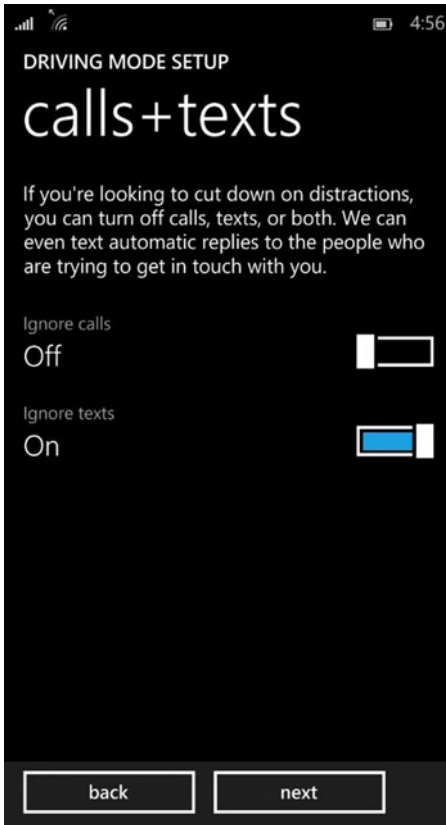 4:56
DRIVING MODE SETUP
calls+texts
If you're looking to cut down on distractions,
you can turn off calls, texts, or both. We can
even text automatic replies to the people who
are trying to get in touch with you.
Ignore calls
Off
Ignore texts
On
back
next